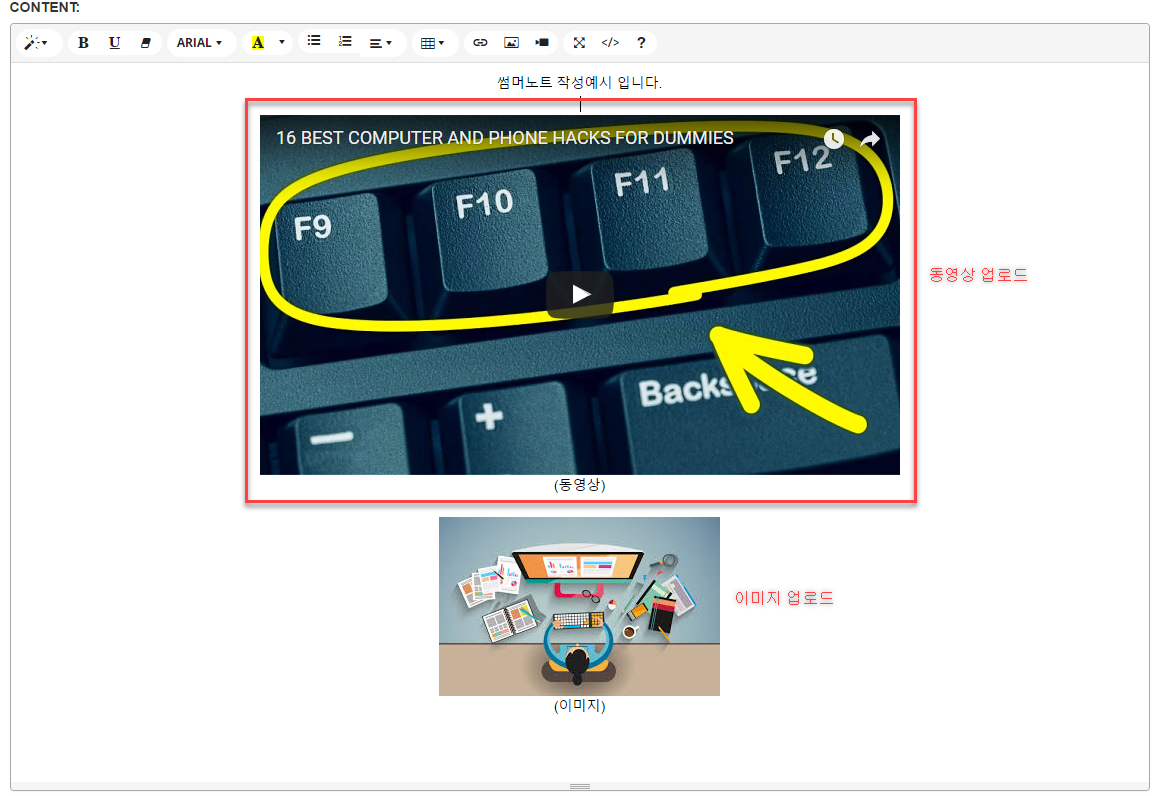 CONTENT:
B U ARIAL A </> ?
썸머노트 작성예시 입니다.
16 BEST COMPUTER AND PHONE HACKS FOR DUMMIES
F9 F10 F11 F12
동영상 업로드
+
(동영상)
이미지 업로드
(이미지)